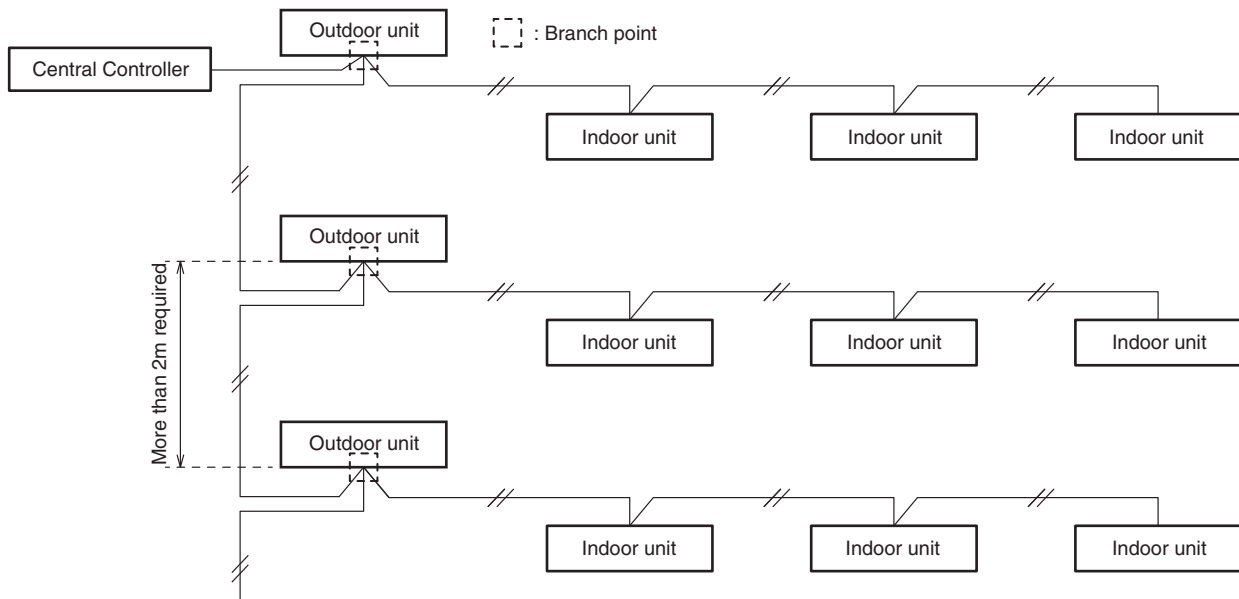 Outdoor unit
: Branch point
Central Controller
Indoor unit
Indoor unit
Indoor unit
Outdoor unit
More than 2m required
Indoor unit
Indoor unit
Indoor unit
Outdoor unit
Indoor unit
Indoor unit
Indoor unit